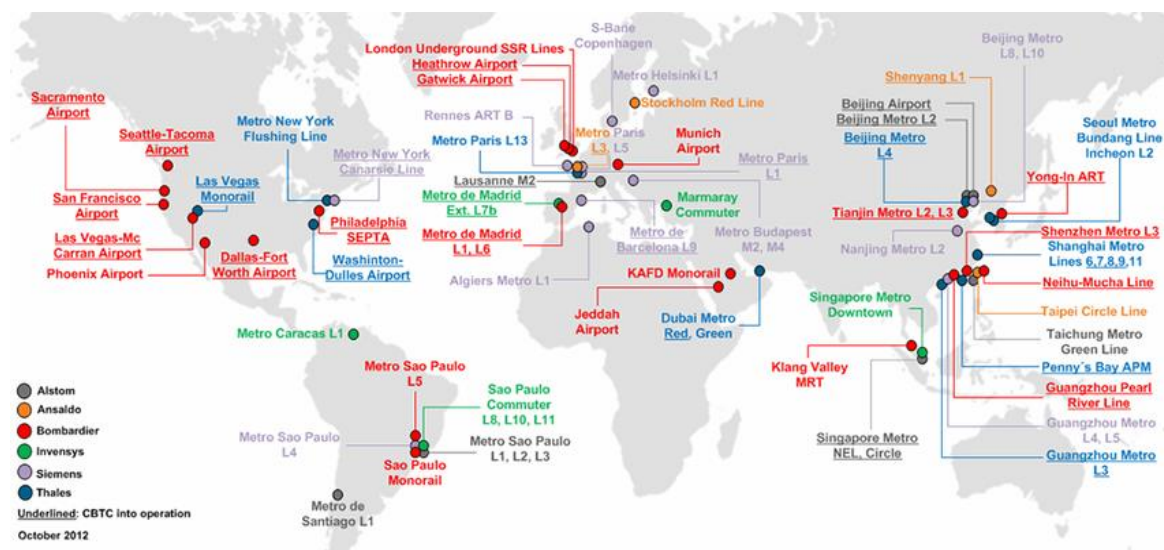 S-Bane
Copenhagen
Beijing Metro
L8, L10
London Underground SSR Lines
Heathrow Airport
Gatwick Airport
Metro Helsinki L1
Shenyang L1
Sacramento
Airport
Stockholm Red Line
Beijing Airport
Beijing Metro L2
Seattle-Tacoma
Airport
Metro New York
Flushing Line
Rennes ART B
Metro Paris
L3, L5
Munich
Airport
Beijing Metro
L4
Seoul Metro
Bundang Line
Incheon L2
Metro Paris L13
Metro New York
Canarsie Line
Metro Paris
L1
Las Vegas
Monorail
Lausanne M2
Yong-In ART
San Francisco
Airport
Metro de Madrid
Ext. L7b
Marmaray
Commuter
Tianjin Metro L2, L3
Philadelphia
SEPTA
Metro de Madrid
L1, L6
Metro de
Barcelona L9
Metro Budapest
M2, M4
Nanjing Metro L2
Shenzhen Metro L3
Las Vegas-Mc
Carran Airport
Shanghai Metro
Lines 6,7,8,9,11
Phoenix Airport
Dallas-Fort
Worth Airport
Washinton-
Dulles Airport
Algiers Metro L1
KAFD Monorail
Neihu-Mucha Line
Jeddah
Airport
Dubai Metro
Red, Green
Singapore Metro
Downtown
Taipei Circle Line
Metro Caracas L1
Taichung Metro
Green Line
Metro Sao Paulo
L5
Klang Valley
MRT
Penny´s Bay APM
Sao Paulo
Commuter
L8, L10, L11
Guangzhou Pearl
River Line
Metro Sao Paulo
L4
Metro Sao Paulo
L1, L2, L3
Singapore Metro
NEL, Circle
Guangzhou Metro
L4, L5
Sao Paulo
Monorail
Guangzhou Metro
L3
Metro de
Santiago L1
Alstom
Ansaldo
Bombardier
Invensys
Siemens
Thales
Underlined: CBTC into operation
October 2012